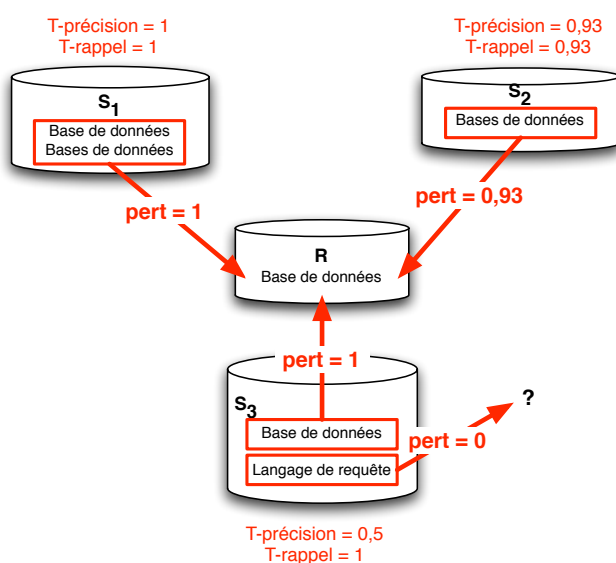 T-précision = 1
T-rappel = 1
T-précision = 0,93
T-rappel = 0,93
S1
Base de données
Bases de données
S2
Bases de données
pert = 1
pert = 0,93
R
Base de données
pert = 1
S3
Base de données
Langage de requête
pert = 0
?
T-précision = 0,5
T-rappel = 1